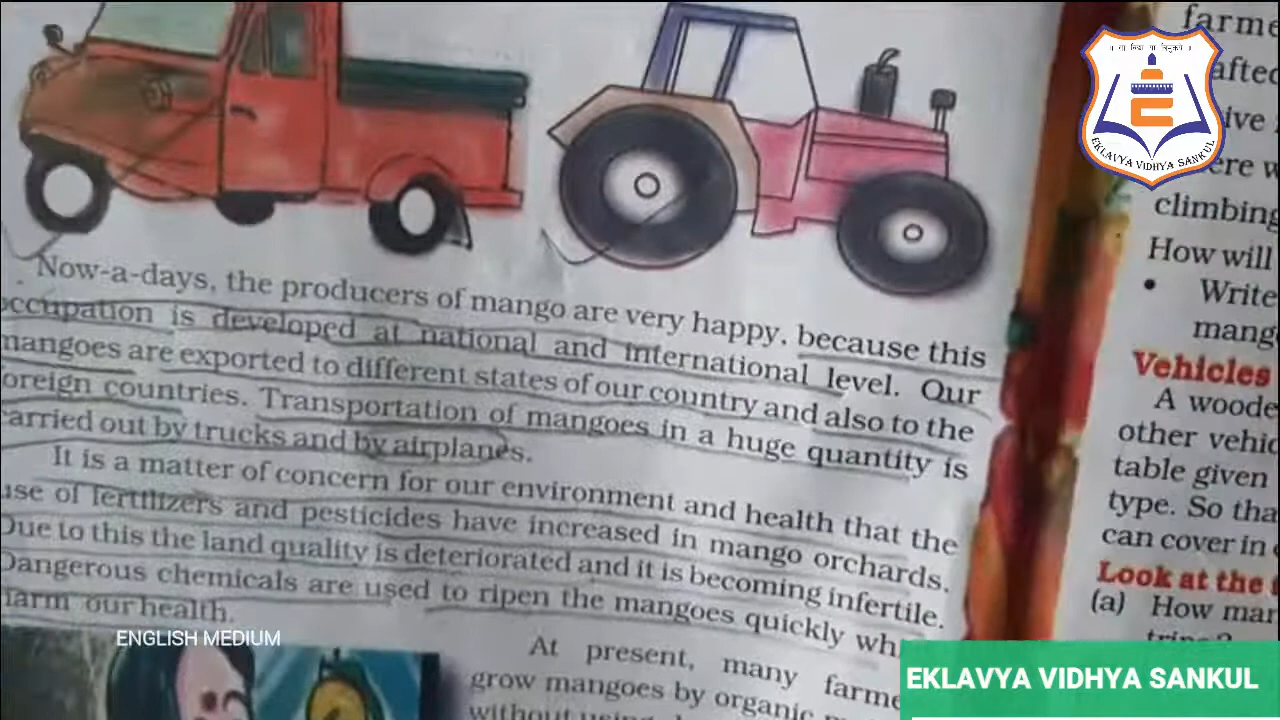 Now-a-days, the producers of mango are very happy, because this
occupation is developed at national and international level. Our
mangoes are exported to different states of our country and also to the
foreign countries. Transportation of mangoes in a huge quantity is
carried out by trucks and by airplanes.
It is a matter of concern for our environment and health that the
use of fertilizers and pesticides have increased in mango orchards.
Due to this the land quality is deteriorated and it is becoming infertile.
Dangerous chemicals are used to ripen the mangoes quickly wh
harm our health.
At present, many farme
grow mangoes by organic
without using
farme
afted
ive
ere w
climbing
How will
• Write
mang
Vehicles
A woode
other vehic
table given
type. So tha
can cover in
Look at the
(a) How man
trips?
EKLAVYA VIDHYA SANKUL
ENGLISH MEDIUM
EKLAVYA VIDHYA SANKUL